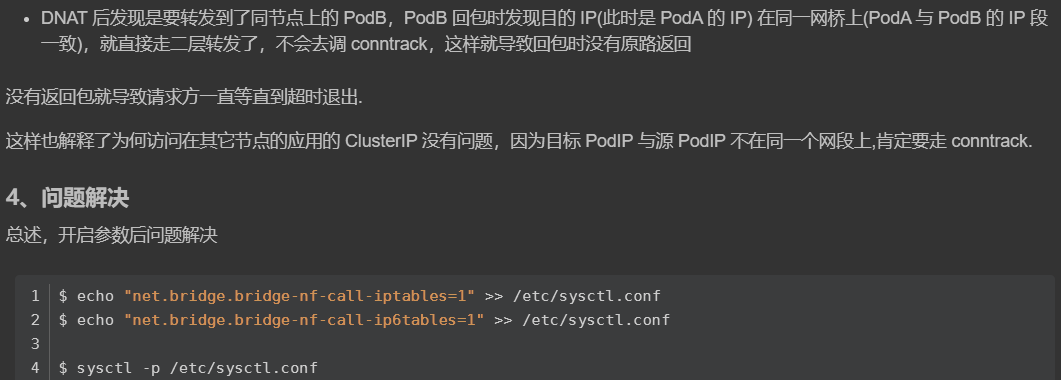 • DNAT 后发现是要转发到了同节点上的 PodB，PodB 回包时发现目的 IP(此时是 PodA 的 IP) 在同一网桥上(PodA 与 PodB 的 IP 段
一致)，就直接走二层转发了，不会去调 conntrack，这样就导致回包时没有原路返回
没有返回包就导致请求方一直等直到超时退出.
这样也解释了为何访问在其它节点的应用的 ClusterIP 没有问题，因为目标 PodIP 与源 PodIP 不在同一个网段上,肯定要走 conntrack.
4、问题解决
总述，开启参数后问题解决
1 $ echo "net.bridge.bridge-nf-call-iptables=1" >> /etc/sysctl.conf
2 $ echo "net.bridge.bridge-nf-call-ip6tables=1" >> /etc/sysctl.conf
3
4 $ sysctl -p /etc/sysctl.conf